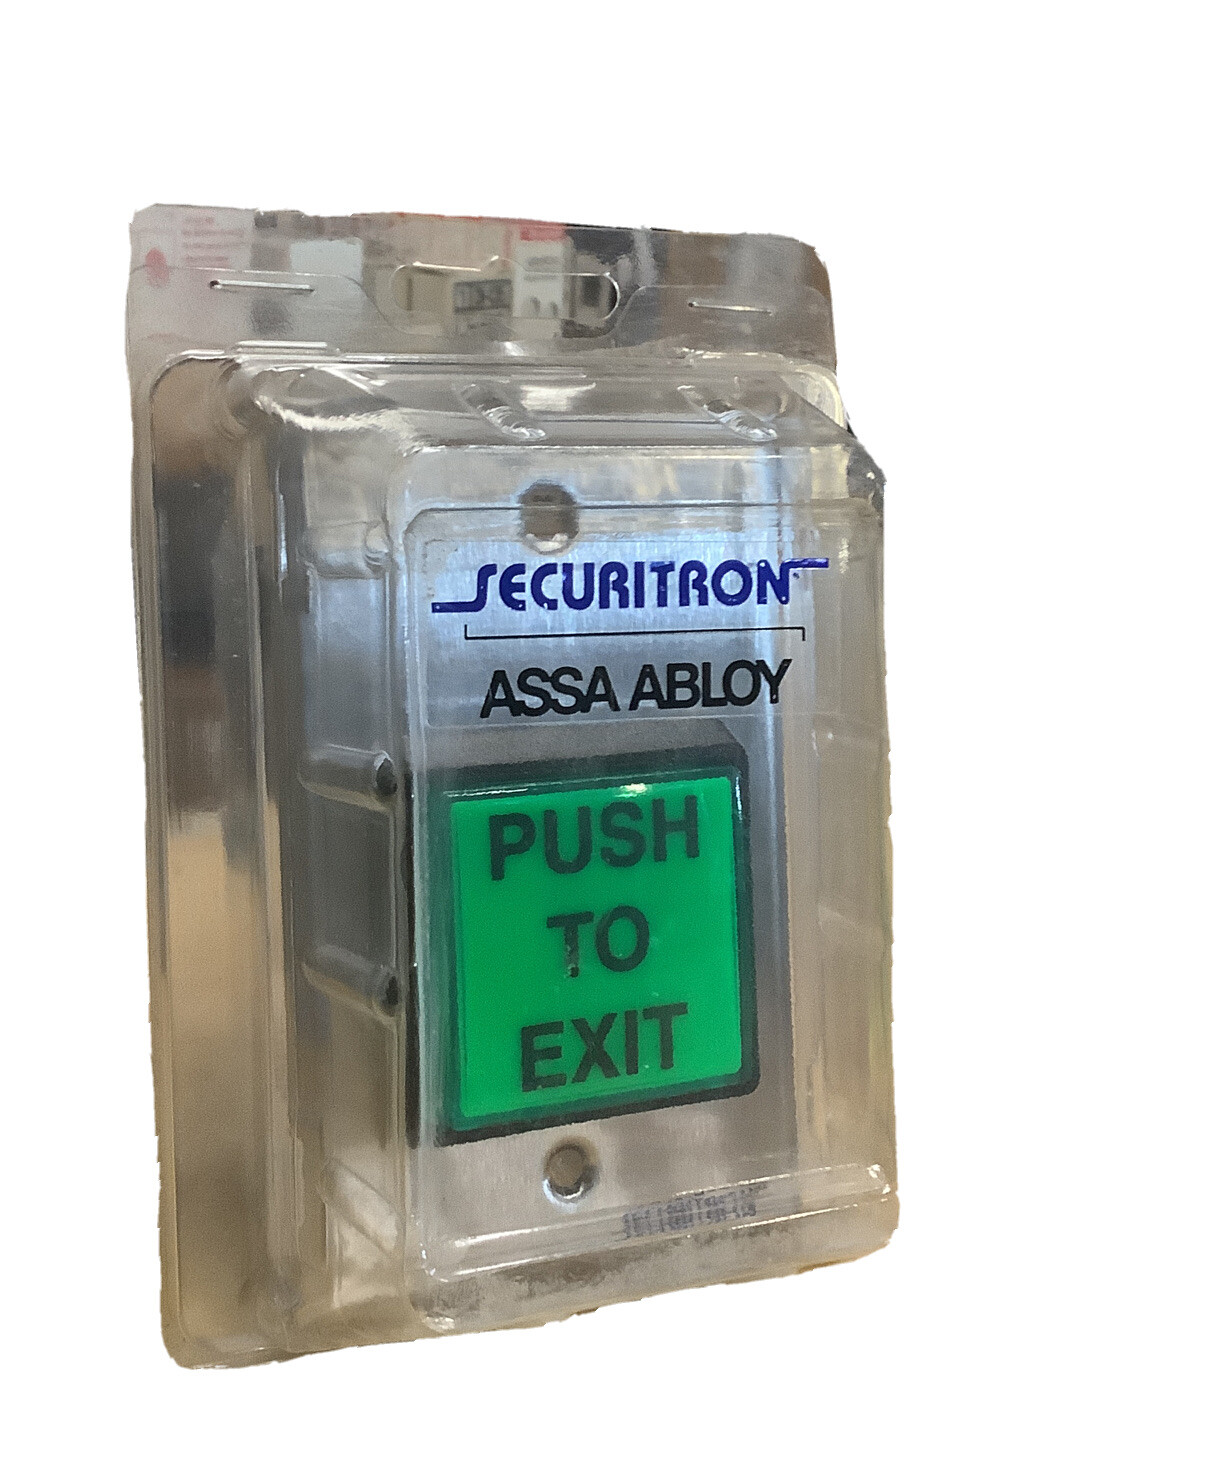 SECURITRON
ASSA ABLOY
PUSH
TO
EXIT